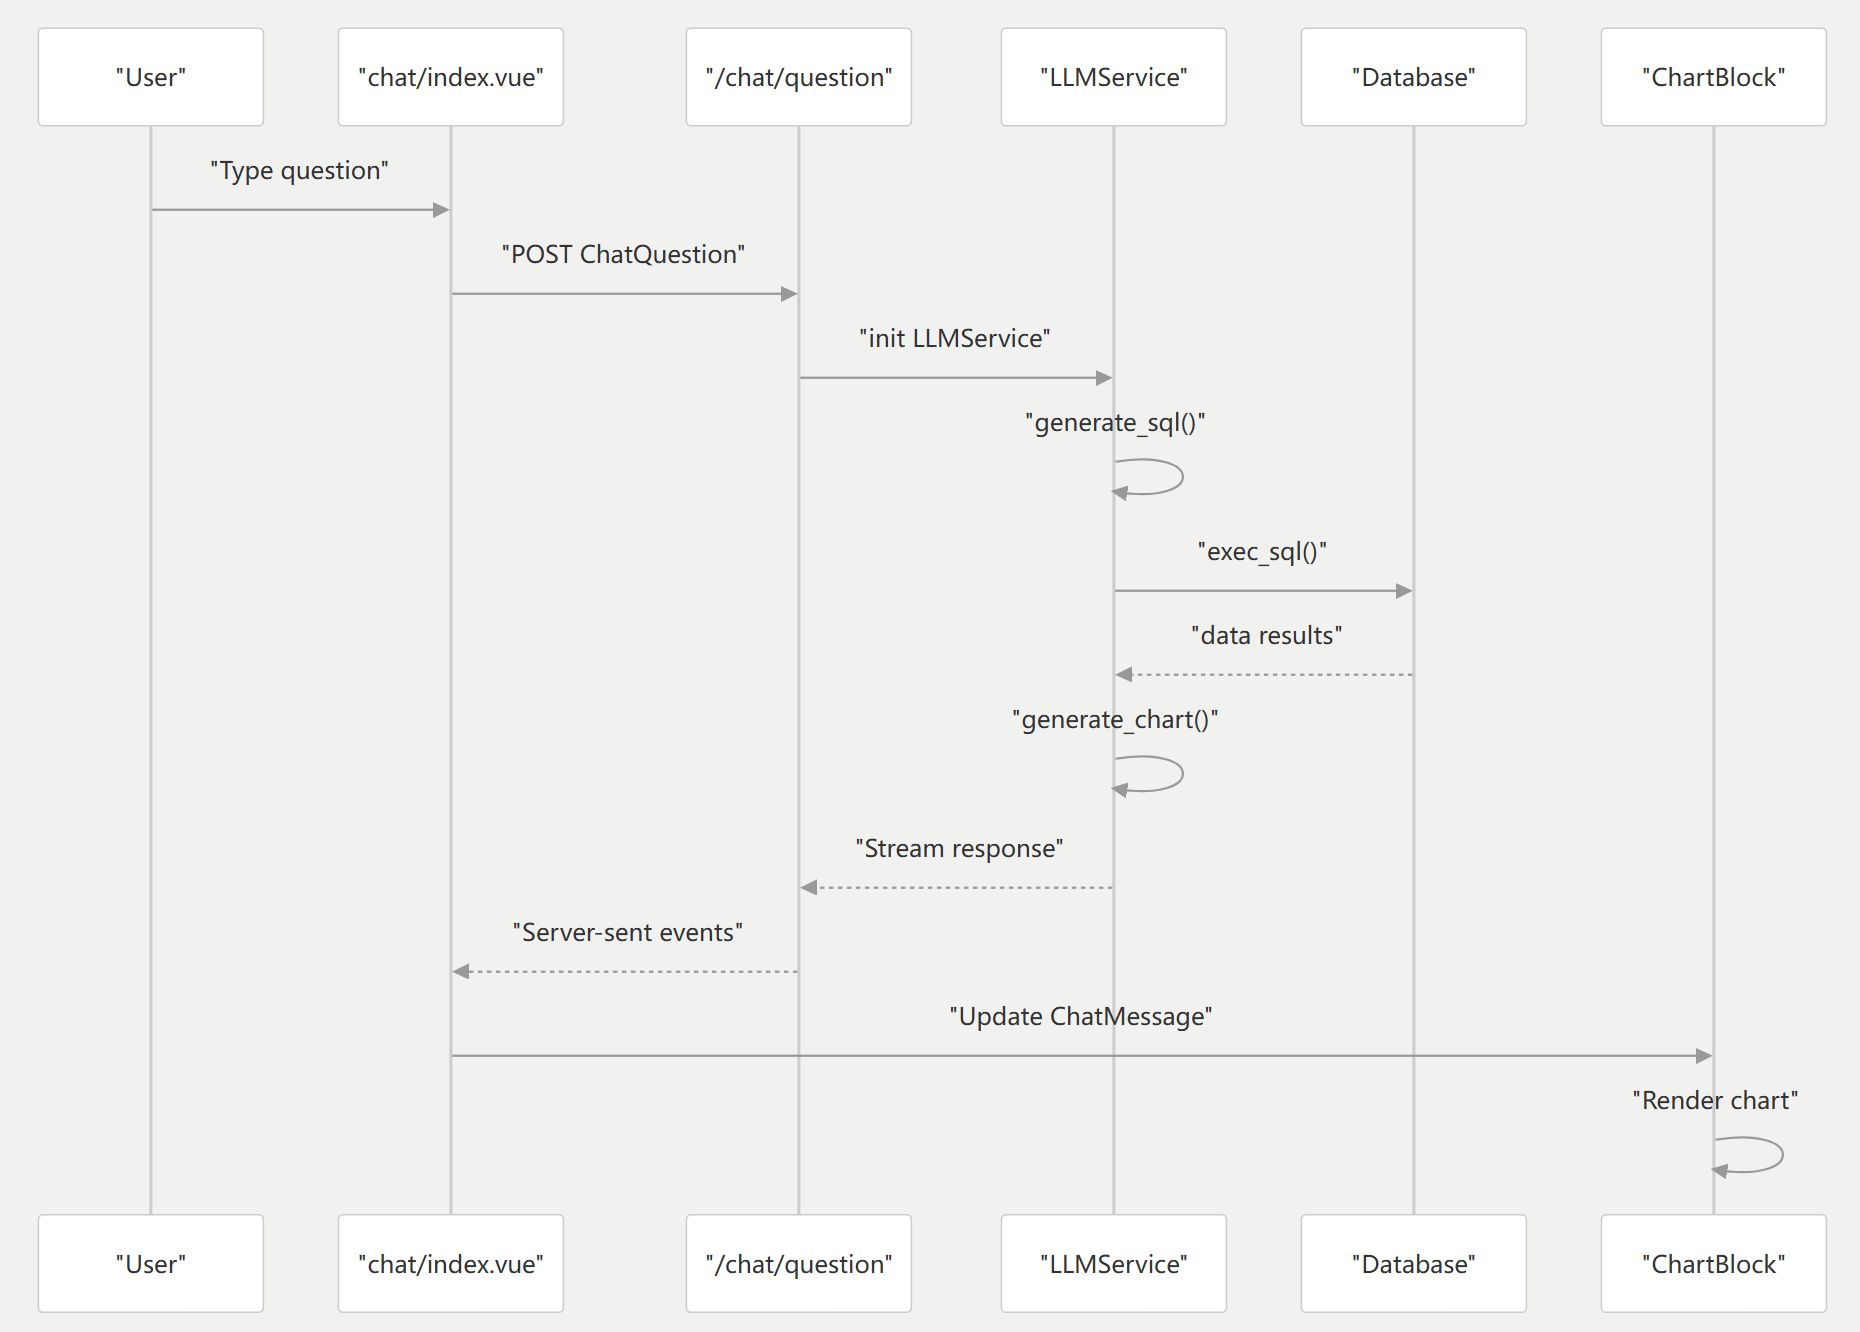 "User"
"chat/index.vue"
"/chat/question"
"LLMService"
"Database"
"ChartBlock"
"Type question"
"POST ChatQuestion"
"init LLMService"
"generate_sql()"
"exec_sql()"
"data results"
"generate_chart()"
"Stream response"
"Server-sent events"
"Update ChatMessage"
"Render chart"
"User"
"chat/index.vue"
"/chat/question"
"LLMService"
"Database"
"ChartBlock"